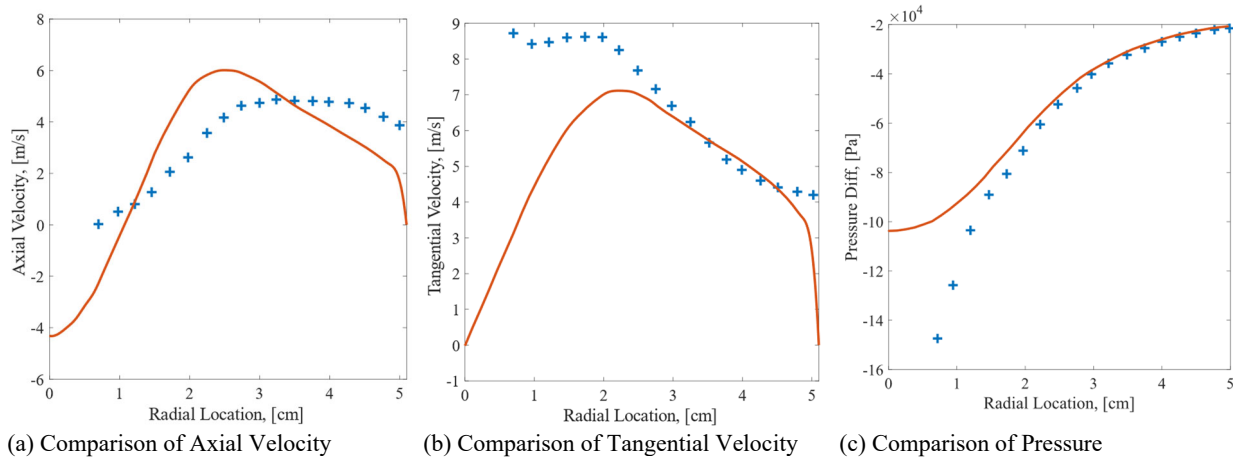 8
6
4
2
0
-2
-4
-6
Axial Velocity, [m/s]
0 1 2 3 4 5
Radial Location, [cm]
(a) Comparison of Axial Velocity
9
8
7
6
5
4
3
2
1
0
-1
Tangential Velocity, [m/s]
0 1 2 3 4 5
Radial Location, [cm]
(b) Comparison of Tangential Velocity
×10⁴
-2
-4
-6
-8
-10
-12
-14
-16
Pressure Diff, [Pa]
0 1 2 3 4 5
Radial Location, [cm]
(c) Comparison of Pressure